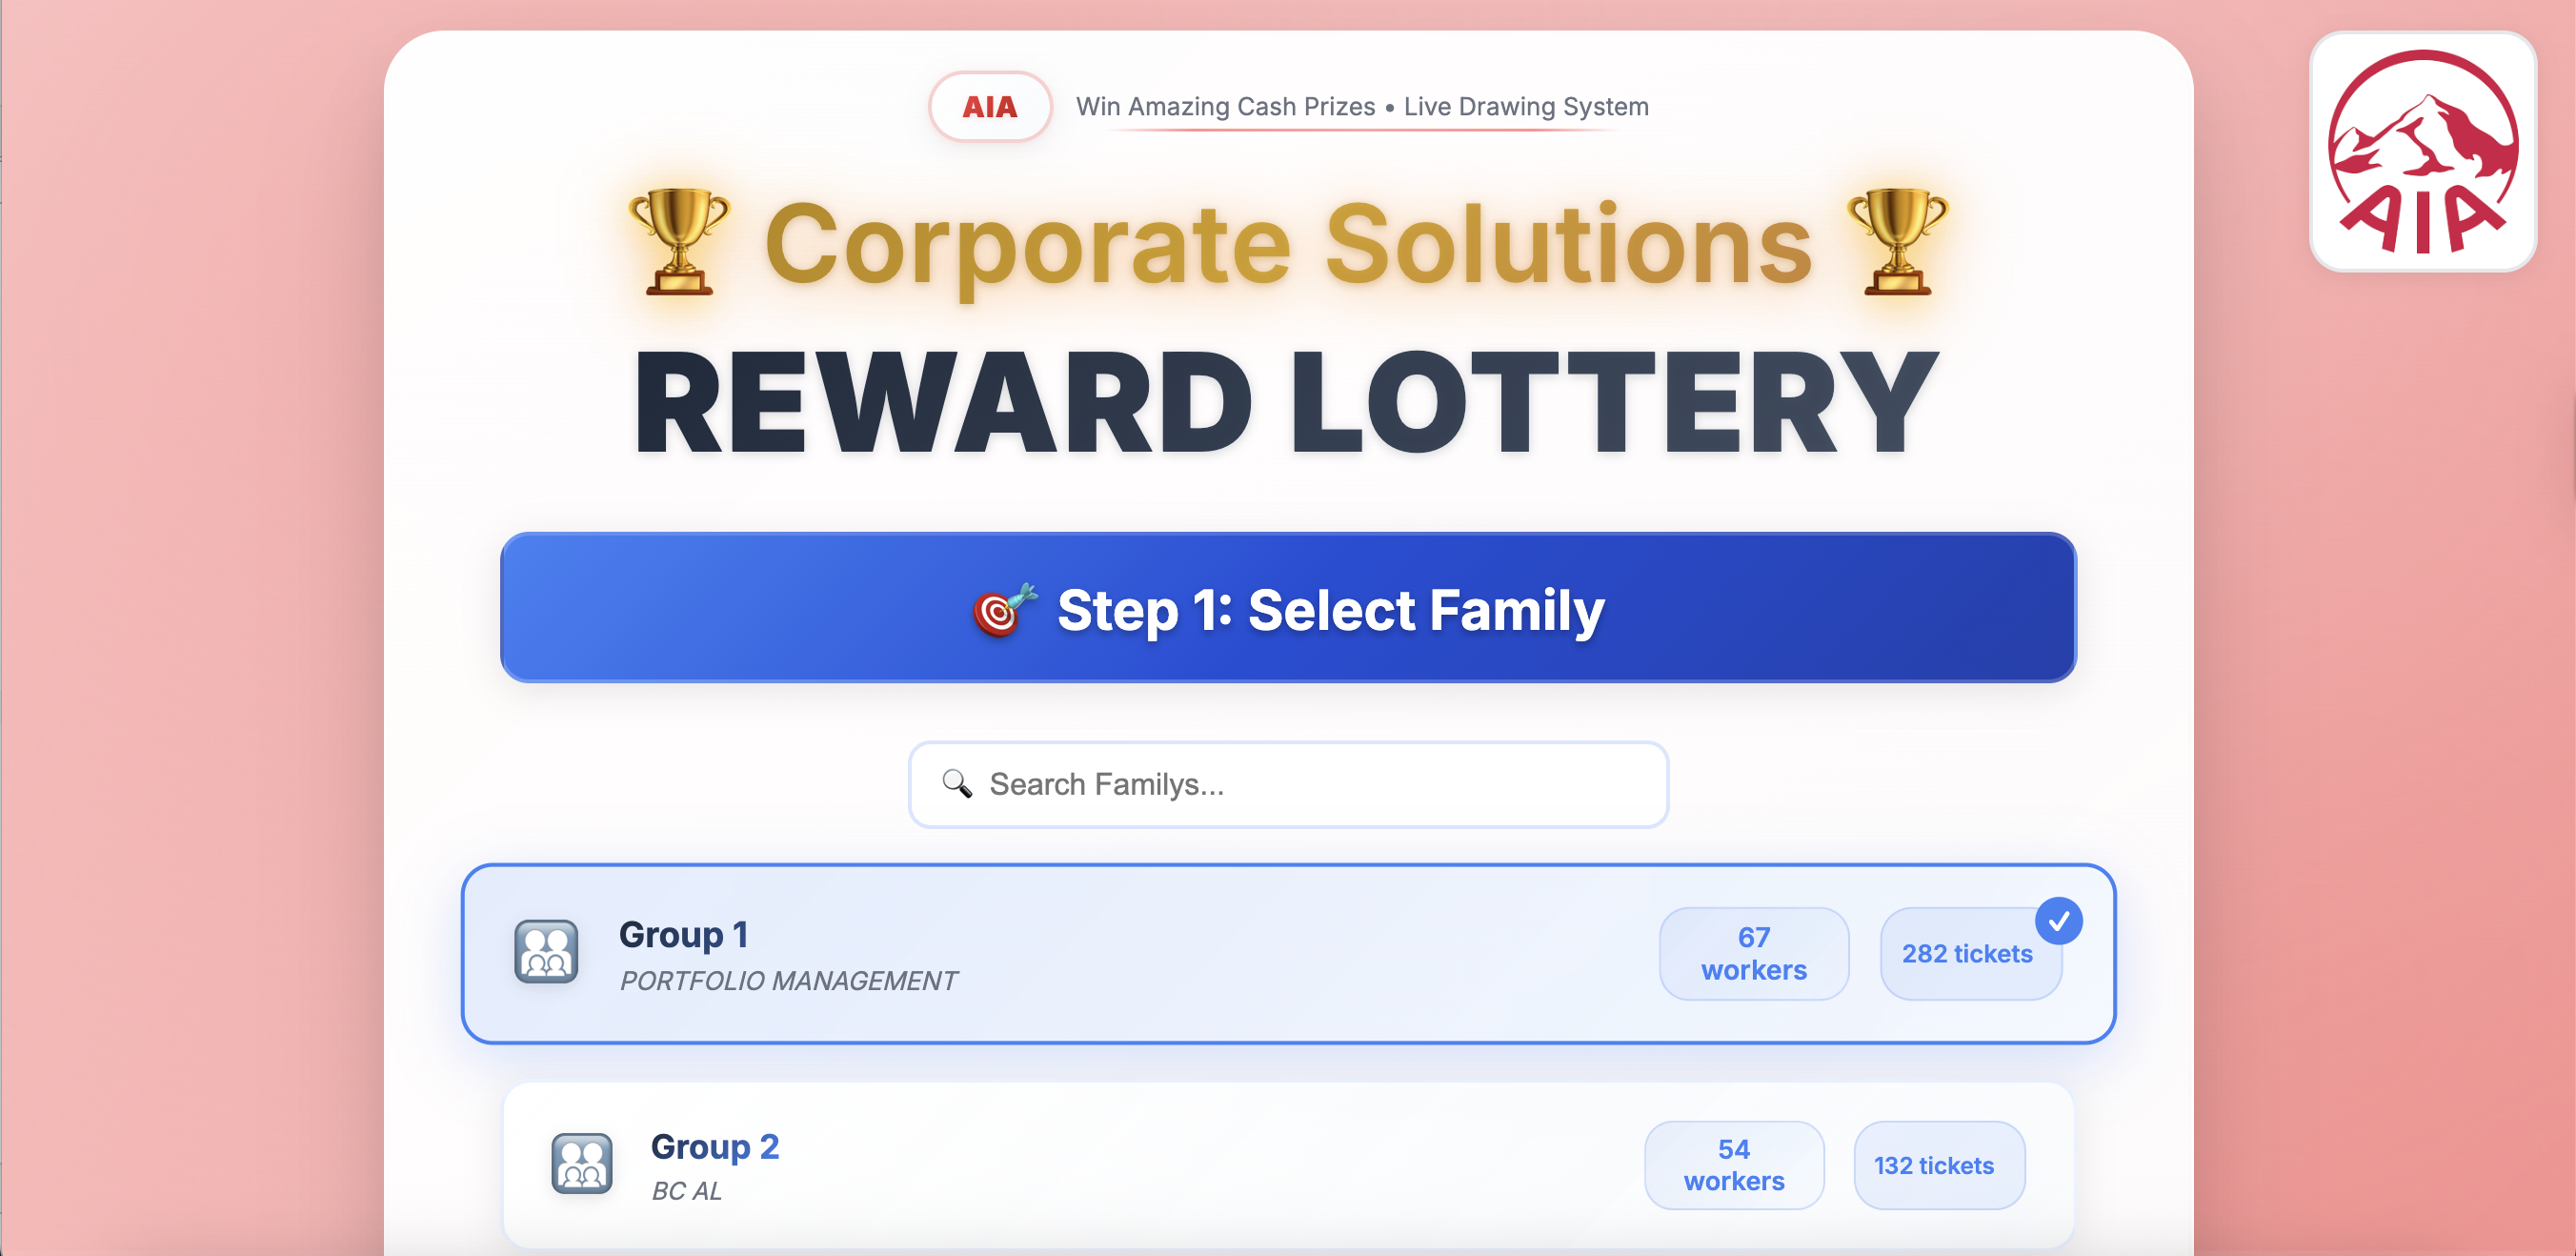 AIA
Win Amazing Cash Prizes • Live Drawing System
AIA
Corporate Solutions
REWARD LOTTERY
Step 1: Select Family
Search Familys...
Group 1
PORTFOLIO MANAGEMENT
67
workers
282 tickets
Group 2
BC AL
54
workers
132 tickets